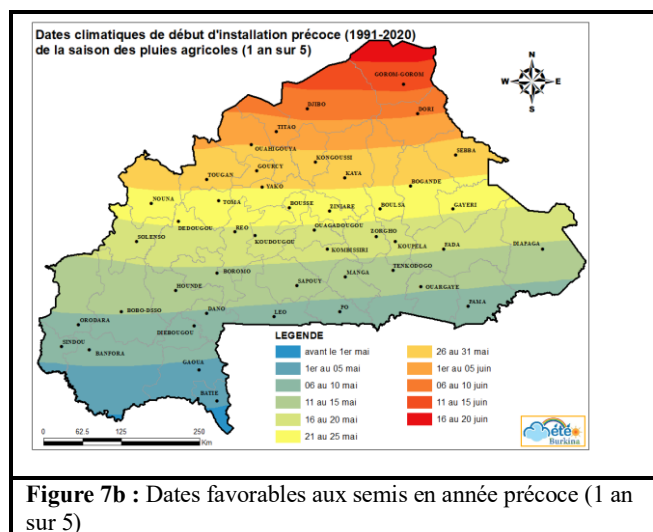 Dates climatiques de début d'installation précoce (1991-2020)
de la saison des pluies agricoles (1 an sur 5)
N
W E
S
GOROM-GOROM
DJIBO
DORI
TITAO
OUAHIGOUYA
KONGOUSSI
SEBBA
GOURCY
TOUGAN
KAYA
YAKO
BOGANDE
NOUNA
TOMA
BOUSSE
ZINIARE
BOULSA
GAYERI
DEDOUGOU
REO
OUAGADOUGOU
ZORGHO
SOLENZO
KOUDOUGOU
KOMBISSIRI
KOUPELA
FADA
DIAPAGA
BOROMO
MANGA
TENKODOGO
HOUNDE
SAPOUY
OUARGAYE
BOBO-DSSO
DANO
LEO
PO
PAMA
ORODARA
DIEBOUGOU
SINDOU
BANFORA
GAOUA
BATIE
LEGENDE
avant le 1er mai
1er au 05 mai
06 au 10 mai
11 au 15 mai
16 au 20 mai
21 au 25 mai
26 au 31 mai
1er au 05 juin
06 au 10 juin
11 au 15 juin
16 au 20 juin
0 62.5 125 250
Km
météo
Burkina
Figure 7b : Dates favorables aux semis en année précoce (1 an
sur 5)